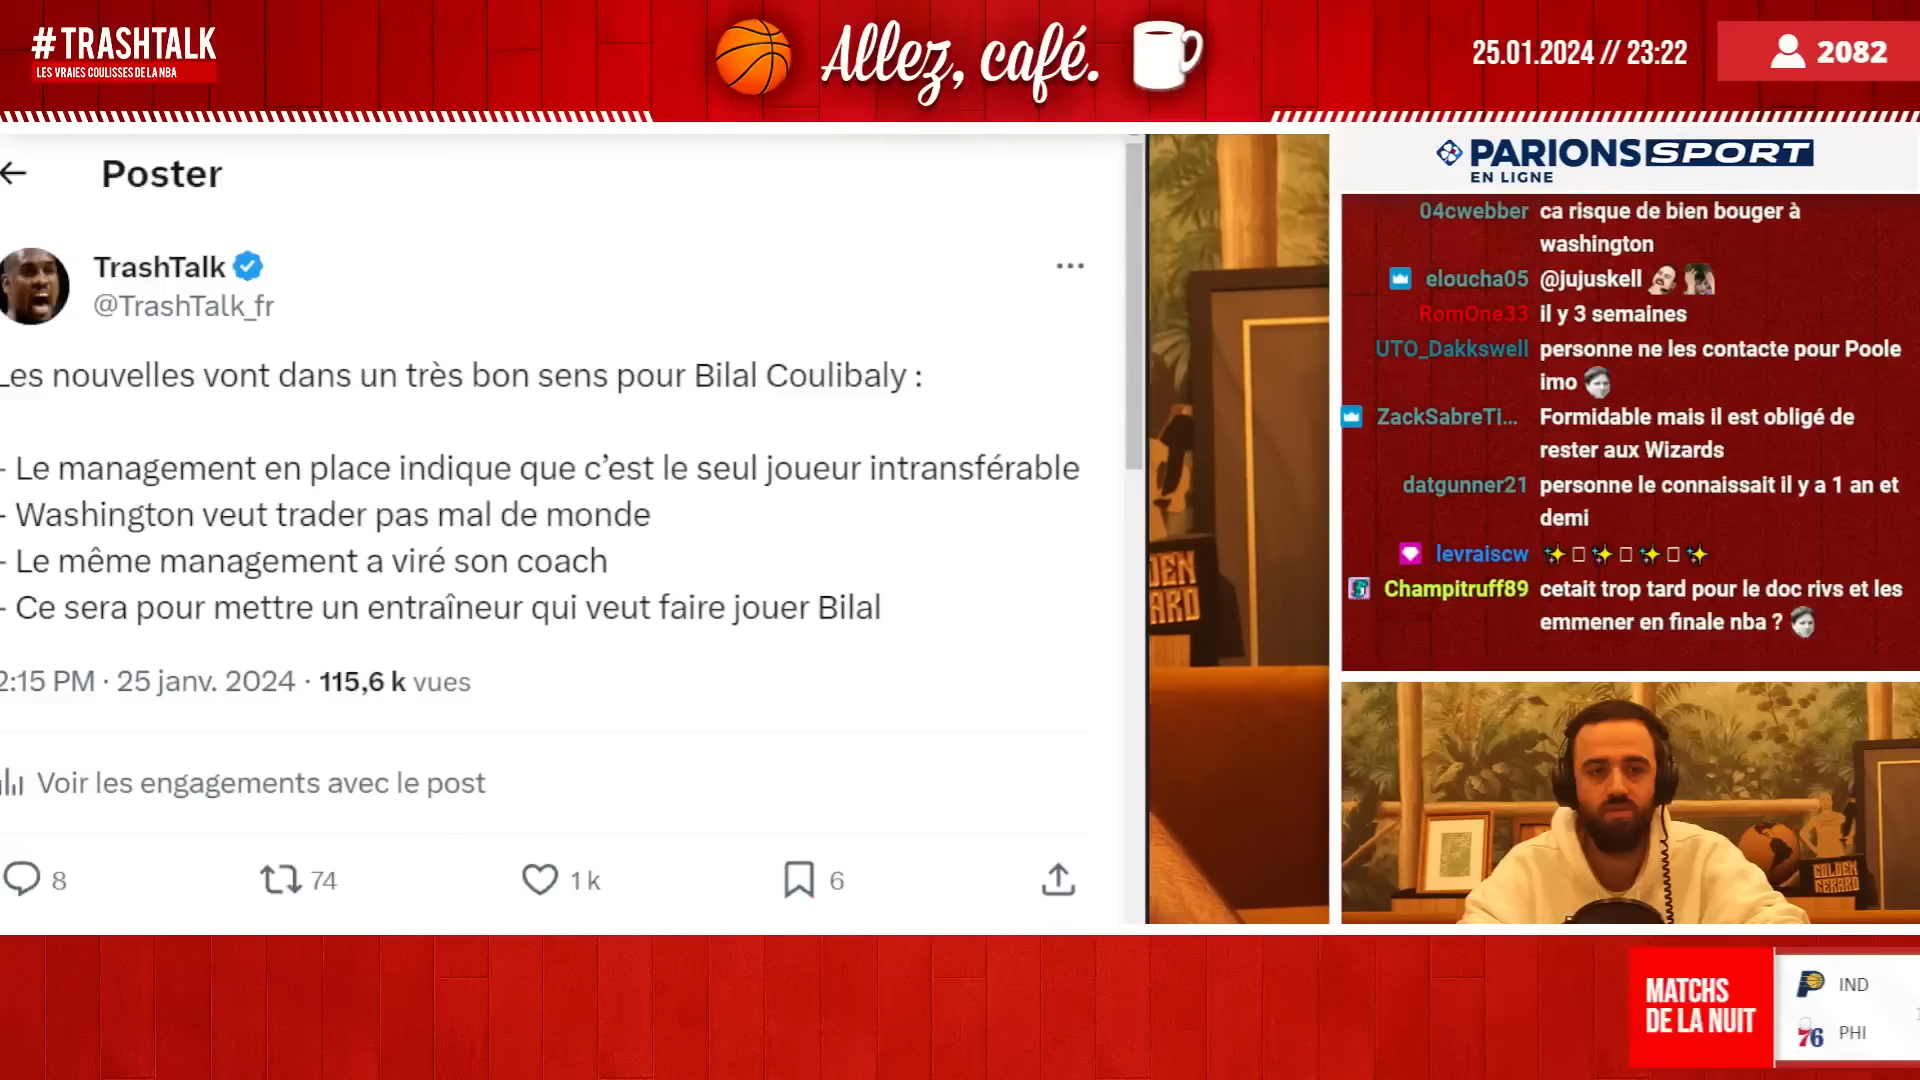 #TRASHTALK
LES VRAIES COULISSES DE LA NBA
Allez, café.
25.01.2024 // 23:22
2082
Poster
TrashTalk
@TrashTalk_fr
Les nouvelles vont dans un très bon sens pour Bilal Coulibaly :
- Le management en place indique que c’est le seul joueur intransférable
- Washington veut trader pas mal de monde
- Le même management a viré son coach
- Ce sera pour mettre un entraîneur qui veut faire jouer Bilal
2:15 PM · 25 janv. 2024 · 115,6 k vues
Voir les engagements avec le post
8
74
1 k
6
DEN
ARD
PARIONS SPORT
EN LIGNE
04cwebber ca risque de bien bouger à
washington
eloucha05 @jujuskell
RomOne33 il y 3 semaines
UTO_Dakkswell personne ne les contacte pour Poole
imo
ZackSabreTi... Formidable mais il est obligé de
rester aux Wizards
datgunner21 personne le connaissait il y a 1 an et
demi
levraiscw ✨ □ ✨ □ ✨ □ ✨
Champitruff89 cetait trop tard pour le doc rivs et les
emmener en finale nba ?
GOLDEN
GERARD
MATCHS
DE LA NUIT
IND
76 PHI